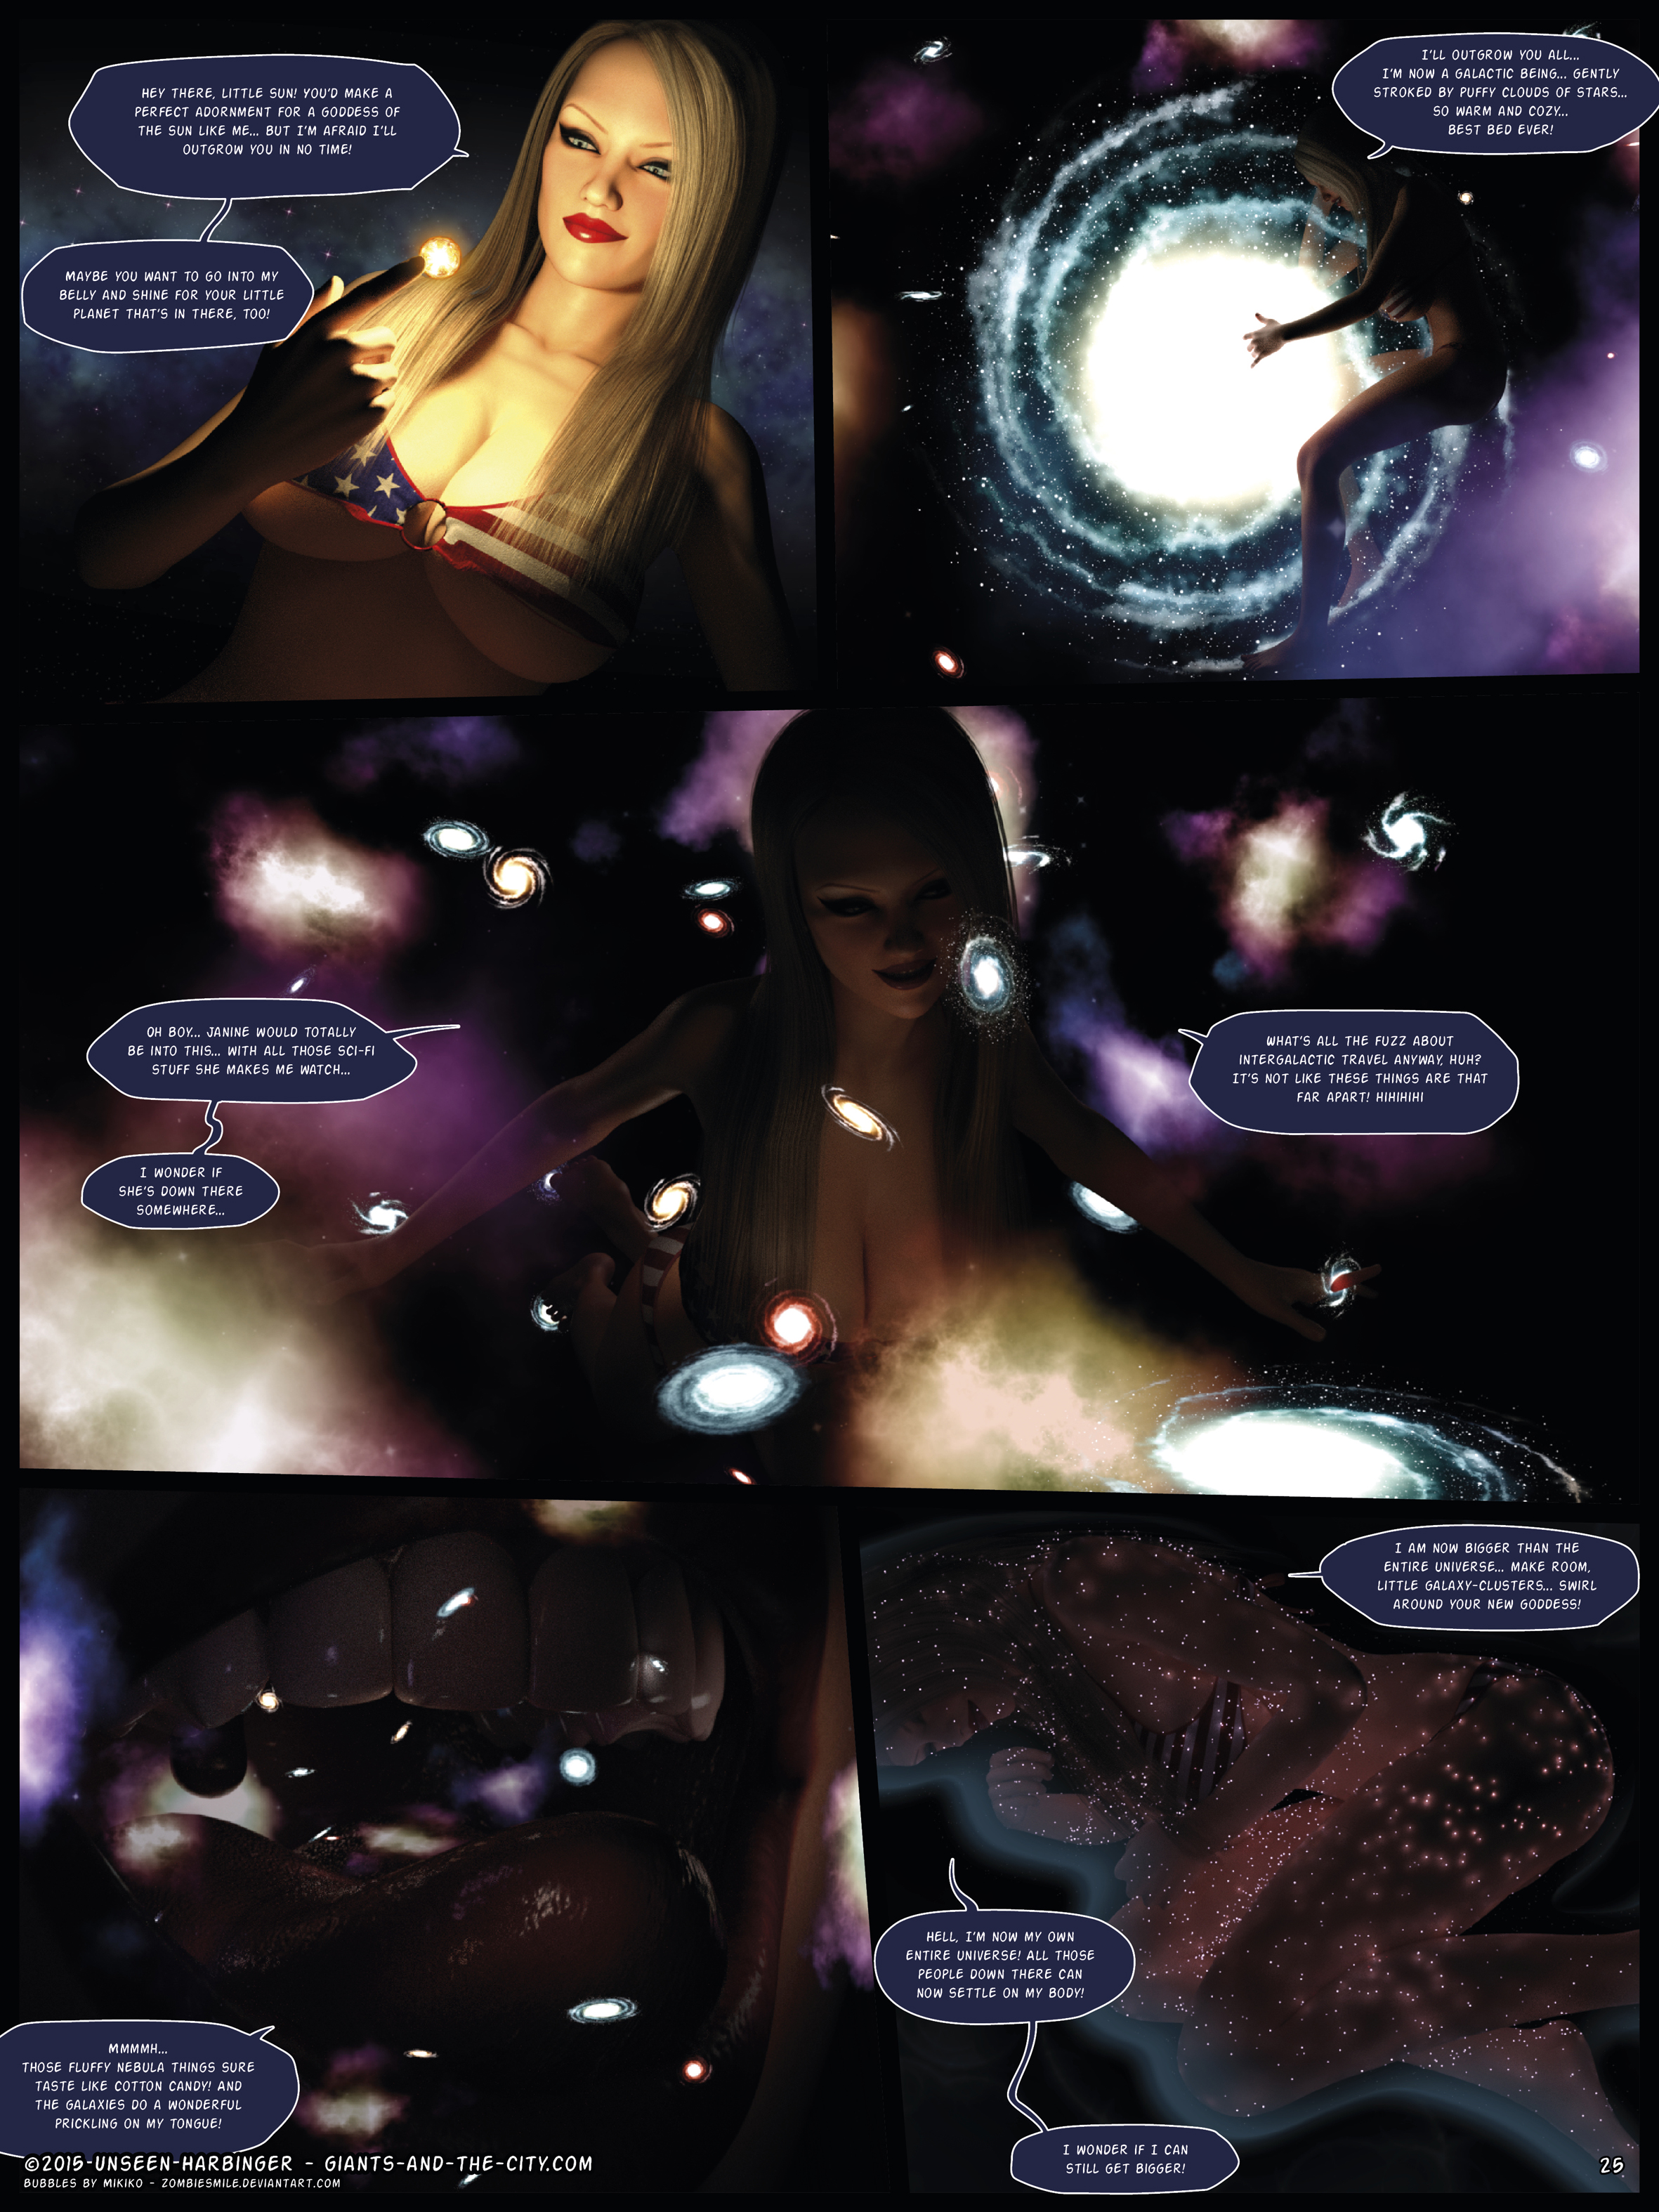 HEY THERE, LITTLE SUN! YOU'D MAKE A
PERFECT ADORNMENT FOR A GODDESS OF
THE SUN LIKE ME... BUT I'M AFRAID I'LL
OUTGROW YOU IN NO TIME!
MAYBE YOU WANT TO GO INTO MY
BELLY AND SHINE FOR YOUR LITTLE
PLANET THAT'S IN THERE, TOO!
I'LL OUTGROW YOU ALL...
I'M NOW A GALACTIC BEING... GENTLY
STROKED BY PUFFY CLOUDS OF STARS...
SO WARM AND COZY...
BEST BED EVER!
OH BOY... JANINE WOULD TOTALLY
BE INTO THIS... WITH ALL THOSE SCI-FI
STUFF SHE MAKES ME WATCH...
I WONDER IF
SHE'S DOWN THERE
SOMEWHERE...
WHAT'S ALL THE FUZZ ABOUT
INTERGALACTIC TRAVEL ANYWAY, HUH?
IT'S NOT LIKE THESE THINGS ARE THAT
FAR APART! HIHIHIHI
MMMMH...
THOSE FLUFFY NEBULA THINGS SURE
TASTE LIKE COTTON CANDY! AND
THE GALAXIES DO A WONDERFUL
PRICKLING ON MY TONGUE!
I AM NOW BIGGER THAN THE
ENTIRE UNIVERSE... MAKE ROOM,
LITTLE GALAXY-CLUSTERS... SWIRL
AROUND YOUR NEW GODDESS!
HELL, I'M NOW MY OWN
ENTIRE UNIVERSE! ALL THOSE
PEOPLE DOWN THERE CAN
NOW SETTLE ON MY BODY!
I WONDER IF I CAN
STILL GET BIGGER!
©2015-UNSEEN-HARBINGER - GIANTS-AND-THE-CITY.COM
BUBBLES BY MIKIKO - ZOMBIESMILE.DEVIANTART.COM
25